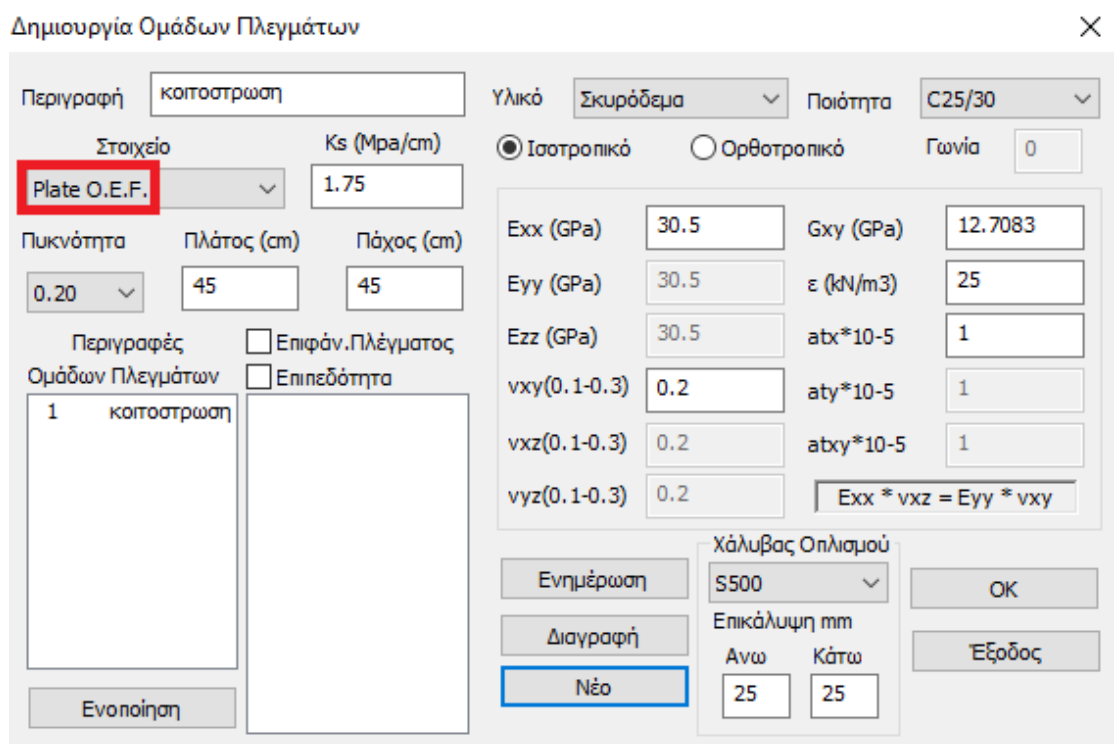 Δημιουργία Ομάδων Πλεγμάτων
Περιγραφή κοιτοστρωση
Στοιχείο Ks (Mpa/cm)
Plate O.E.F. 1.75
Πυκνότητα Πλάτος (cm) Πάχος (cm)
0.20 45 45
Περιγραφές Επιφάν.Πλέγματος
Ομάδων Πλεγμάτων Επιπεδότητα
1 κοιτοστρωση
Ενοποίηση
Υλικό Σκυρόδεμα Ποιότητα C25/30
Ισοτροπικό Ορθοτροπικό Γωνία 0
Exx (GPa) 30.5 Gxy (GPa) 12.7083
Eyy (GPa) 30.5 ε (kN/m3) 25
Ezz (GPa) 30.5 atx*10-5 1
νxy(0.1-0.3) 0.2 aty*10-5 1
νxz(0.1-0.3) 0.2 atxy*10-5 1
νyz(0.1-0.3) 0.2 Exx * νxz = Eyy * νxy
Χάλυβας Οπλισμού
Ενημέρωση S500 OK
Επικάλυψη mm
Διαγραφή Ανω Κάτω Έξοδος
Νέο 25 25